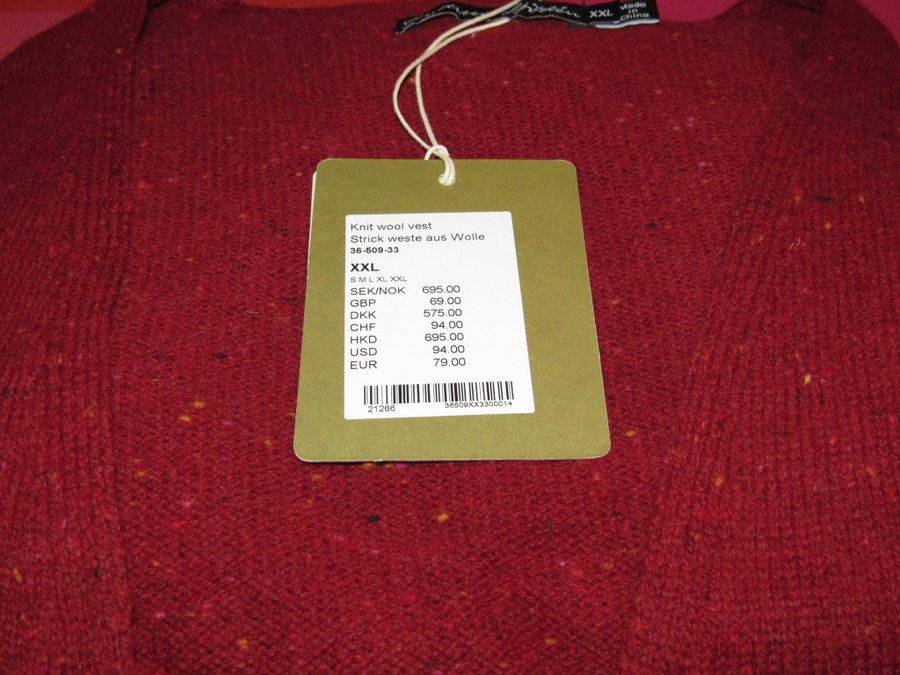 XXL
Made
in
China
Knit wool vest
Strick weste aus Wolle
36-509-33
XXL
S M L XL XXL
SEK/NOK 695.00
GBP 69.00
DKK 575.00
CHF 94.00
HKD 695.00
USD 94.00
EUR 79.00
21266 36509XX3300014